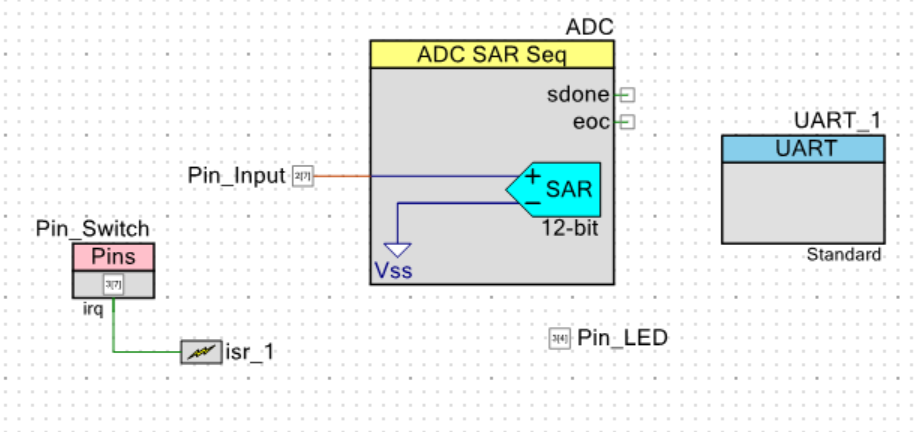 ADC
ADC SAR Seq
sdone
eoc
UART_1
UART
Pin_Input 2[7]
+ SAR
−
12-bit
Vss
Standard
Pin_Switch
Pins
3[7]
irq
isr_1
3[4] Pin_LED